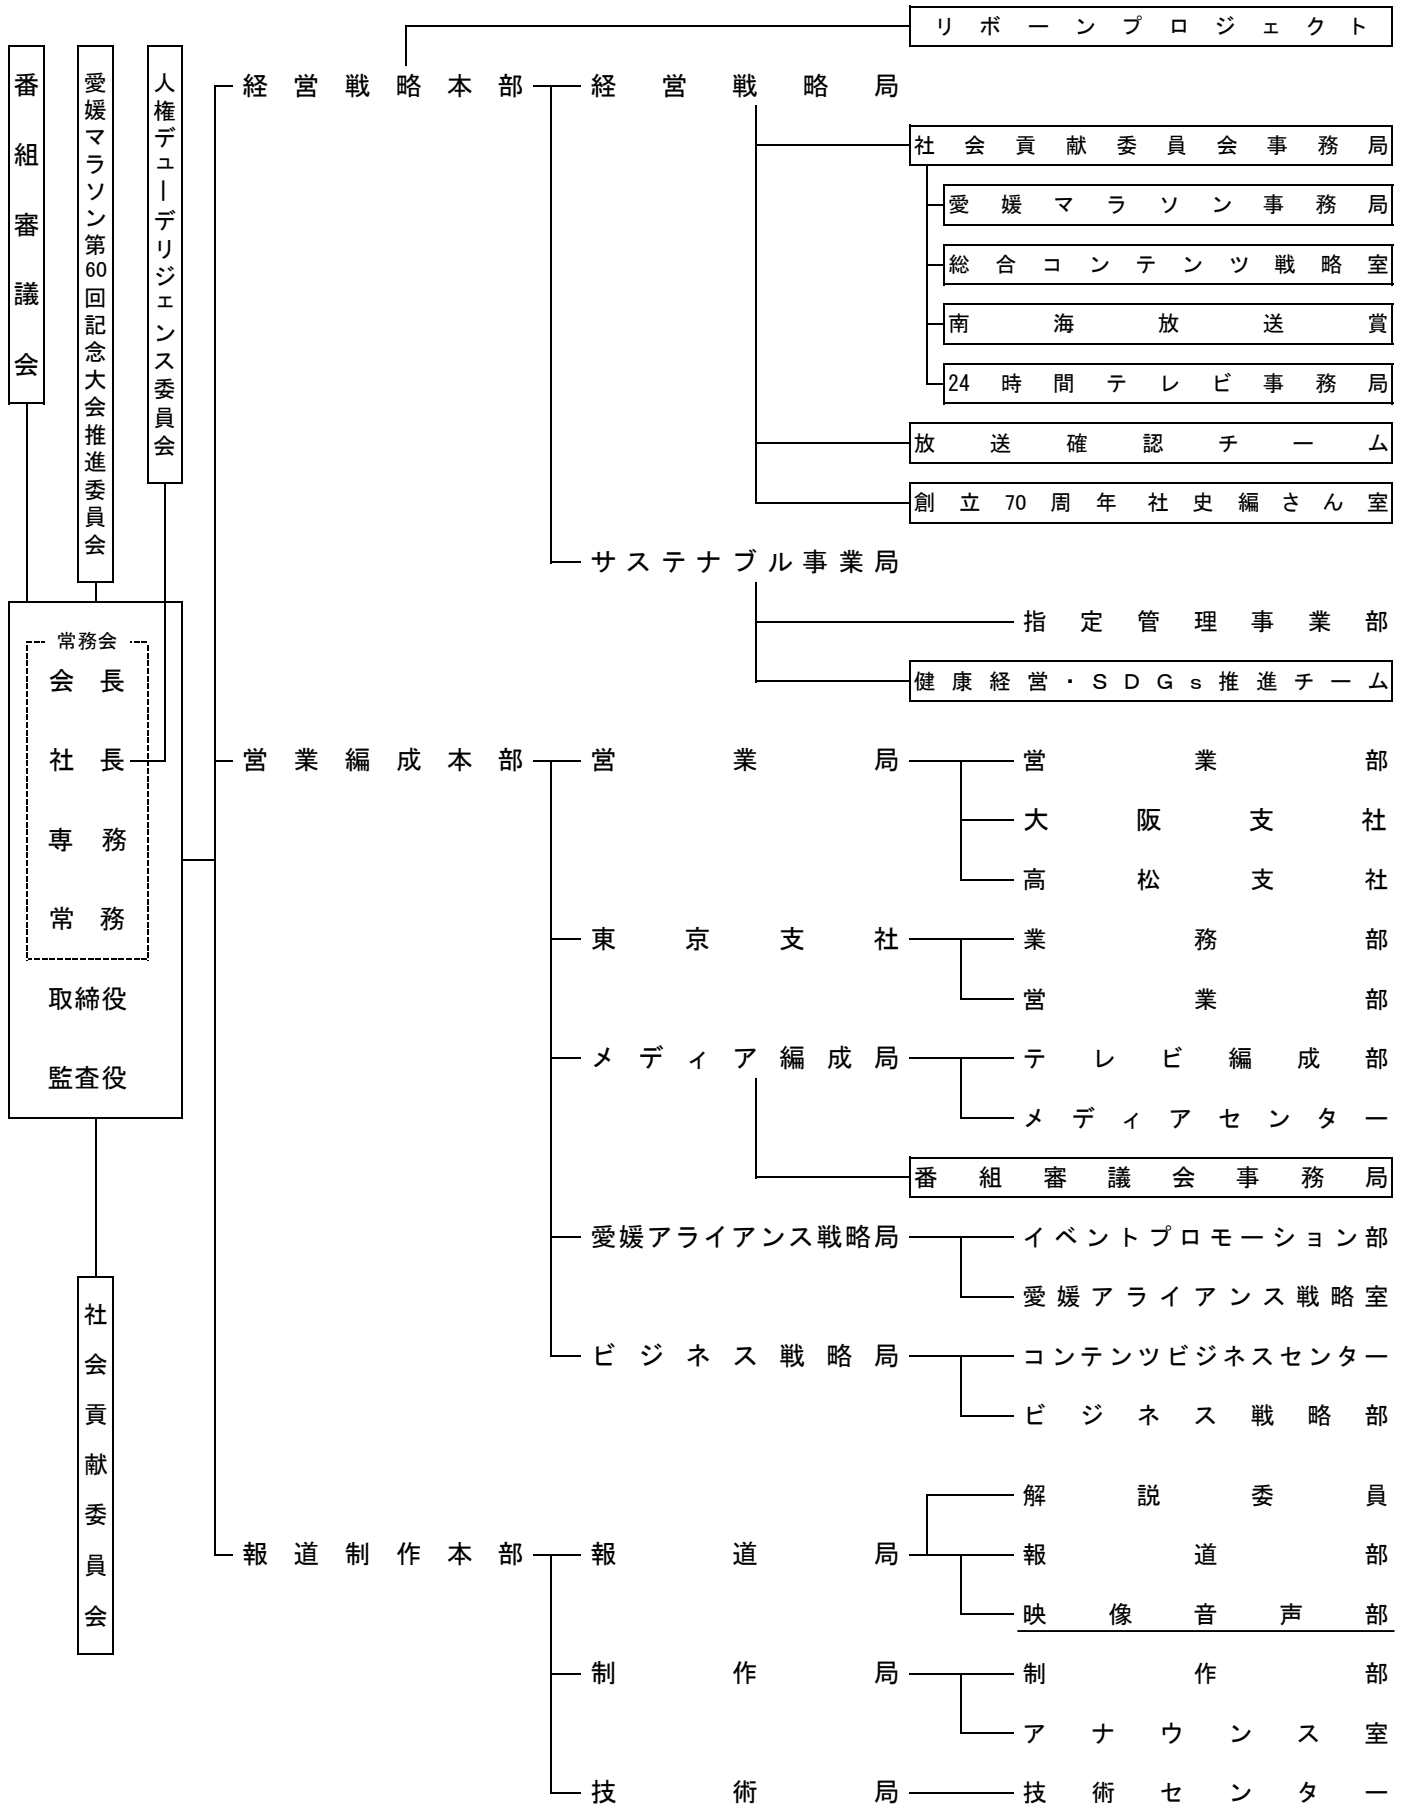 番組審議会
愛媛マラソン第60回記念大会推進委員会
人権デューデリジェンス委員会
常務会
会長
社長
専務
常務
取締役
監査役
社会貢献委員会
リボーンプロジェクト
経営戦略本部
経営戦略局
社会貢献委員会事務局
愛媛マラソン事務局
総合コンテンツ戦略室
南海放送賞
24時間テレビ事務局
放送確認チーム
創立70周年社史編さん室
サステナブル事業局
指定管理事業部
健康経営・SDGs推進チーム
営業編成本部
営業局
営業部
大阪支社
高松支社
東京支社
業務部
営業部
メディア編成局
テレビ編成部
メディアセンター
番組審議会事務局
愛媛アライアンス戦略局
イベントプロモーション部
愛媛アライアンス戦略室
ビジネス戦略局
コンテンツビジネスセンター
ビジネス戦略部
報道制作本部
報道局
解説委員
報道部
映像音声部
制作局
制作部
アナウンス室
技術局
技術センター